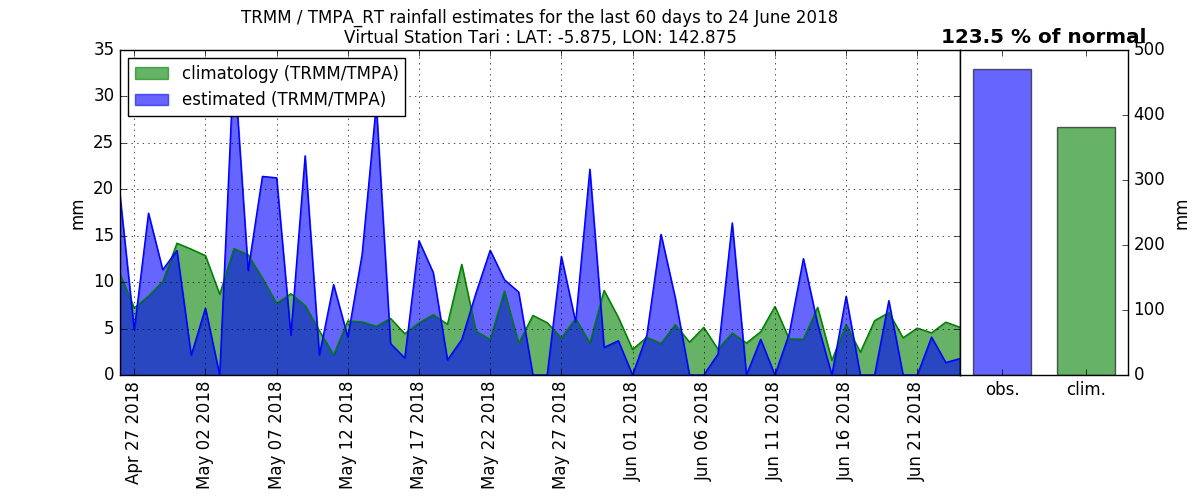 TRMM / TMPA_RT rainfall estimates for the last 60 days to 24 June 2018
Virtual Station Tari : LAT: -5.875, LON: 142.875
123.5 % of normal
climatology (TRMM/TMPA)
estimated (TRMM/TMPA)
mm
35
30
25
20
15
10
5
0
Apr 27 2018
May 02 2018
May 07 2018
May 12 2018
May 17 2018
May 22 2018
May 27 2018
Jun 01 2018
Jun 06 2018
Jun 11 2018
Jun 16 2018
Jun 21 2018
obs.
clim.
500
400
300
200
100
0
mm